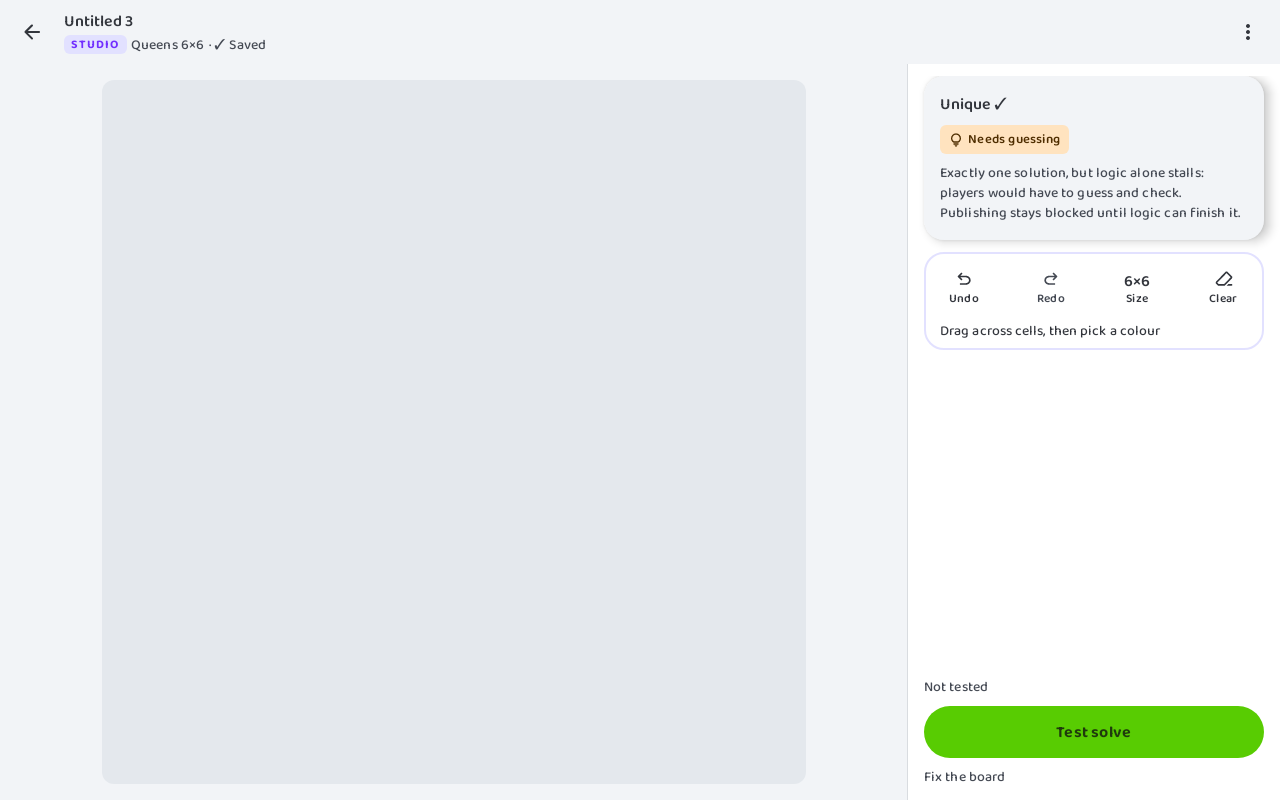 Untitled 3
STUDIO Queens 6×6 · ✓ Saved
Unique ✓
Needs guessing
Exactly one solution, but logic alone stalls:
players would have to guess and check.
Publishing stays blocked until logic can finish it.
Undo
Redo
6×6
Size
Clear
Drag across cells, then pick a colour
Not tested
Test solve
Fix the board